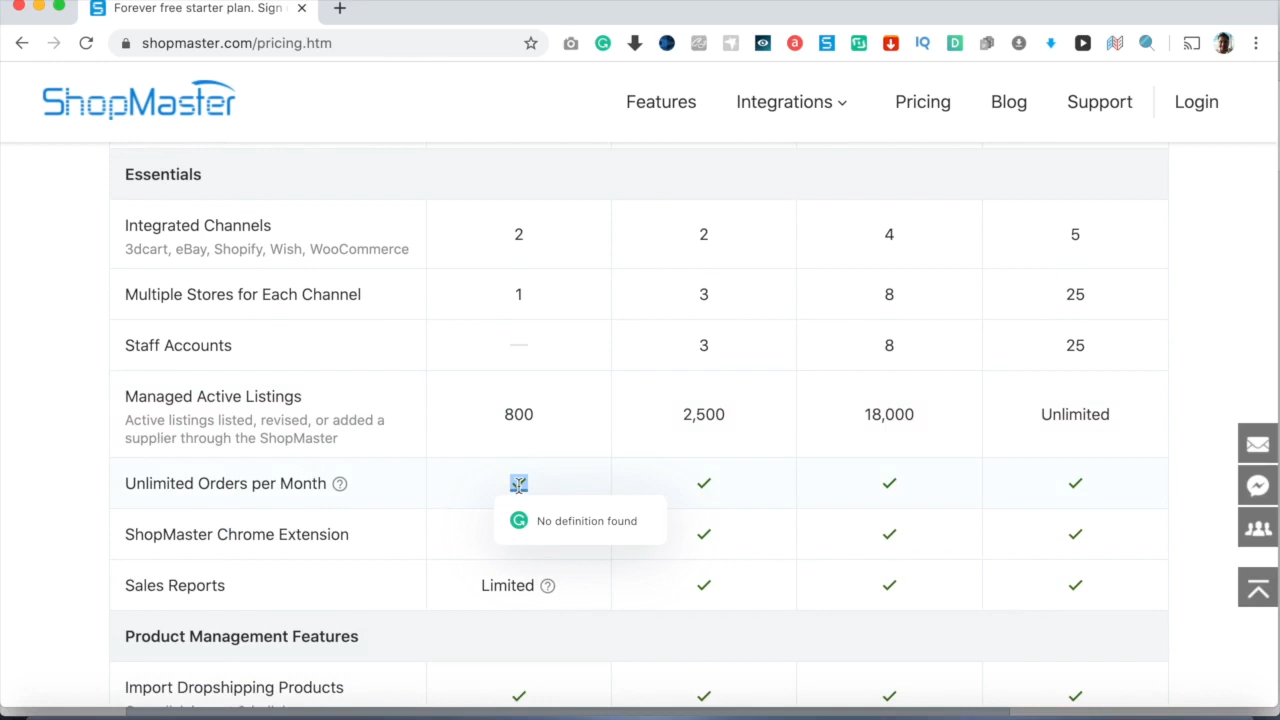 Forever free starter plan. Sign
shopmaster.com/pricing.htm
ShopMaster
Features
Integrations
Pricing
Blog
Support
Login
Essentials
Integrated Channels
3dcart, eBay, Shopify, Wish, WooCommerce
2
2
4
5
Multiple Stores for Each Channel
1
3
8
25
Staff Accounts
—
3
8
25
Managed Active Listings
Active listings listed, revised, or added a
supplier through the ShopMaster
800
2,500
18,000
Unlimited
Unlimited Orders per Month ?
✓
✓
✓
✓
No definition found
ShopMaster Chrome Extension
✓
✓
✓
Sales Reports
Limited ?
✓
✓
✓
Product Management Features
Import Dropshipping Products
✓
✓
✓
✓